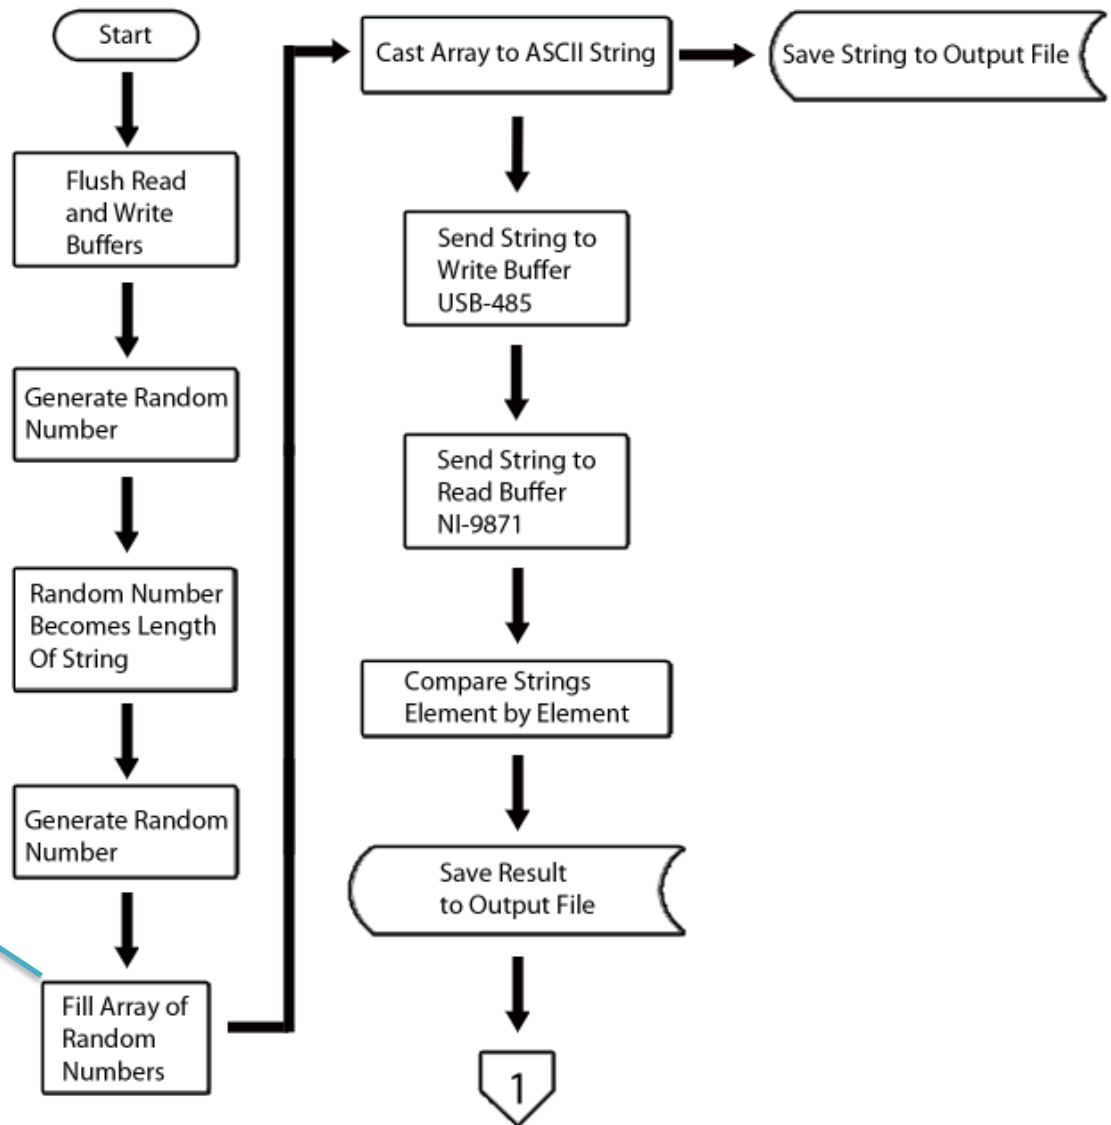 Start
Flush Read
and Write
Buffers
Generate Random
Number
Random Number
Becomes Length
Of String
Generate Random
Number
Fill Array of
Random
Numbers
Cast Array to ASCII String
Save String to Output File
Send String to
Write Buffer
USB-485
Send String to
Read Buffer
NI-9871
Compare Strings
Element by Element
Save Result
to Output File
1